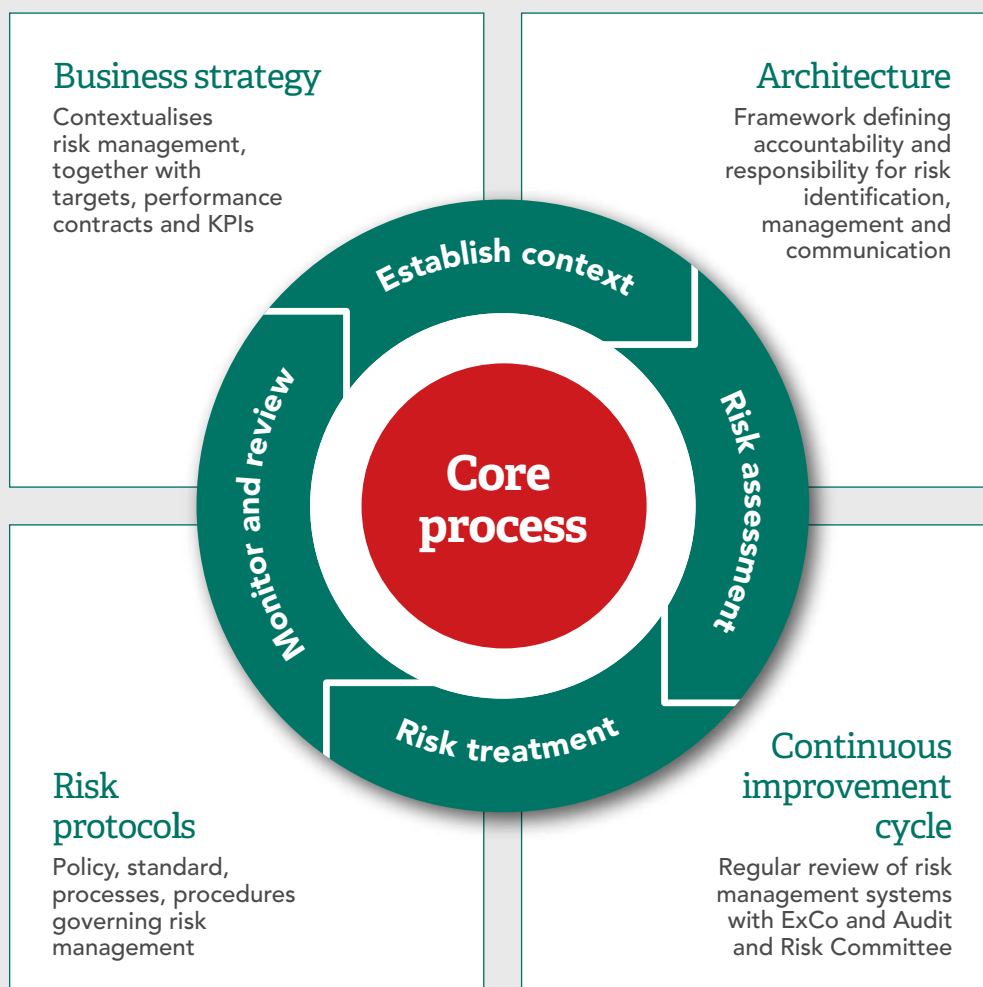 Business strategy
Contextualises
risk management,
together with
targets, performance
contracts and KPIs
Architecture
Framework defining
accountability and
responsibility for risk
identification,
management and
communication
Establish context
Risk assessment
Risk treatment
Monitor and review
Core
process
Risk
protocols
Policy, standard,
processes, procedures
governing risk
management
Continuous
improvement
cycle
Regular review of risk
management systems
with ExCo and Audit
and Risk Committee